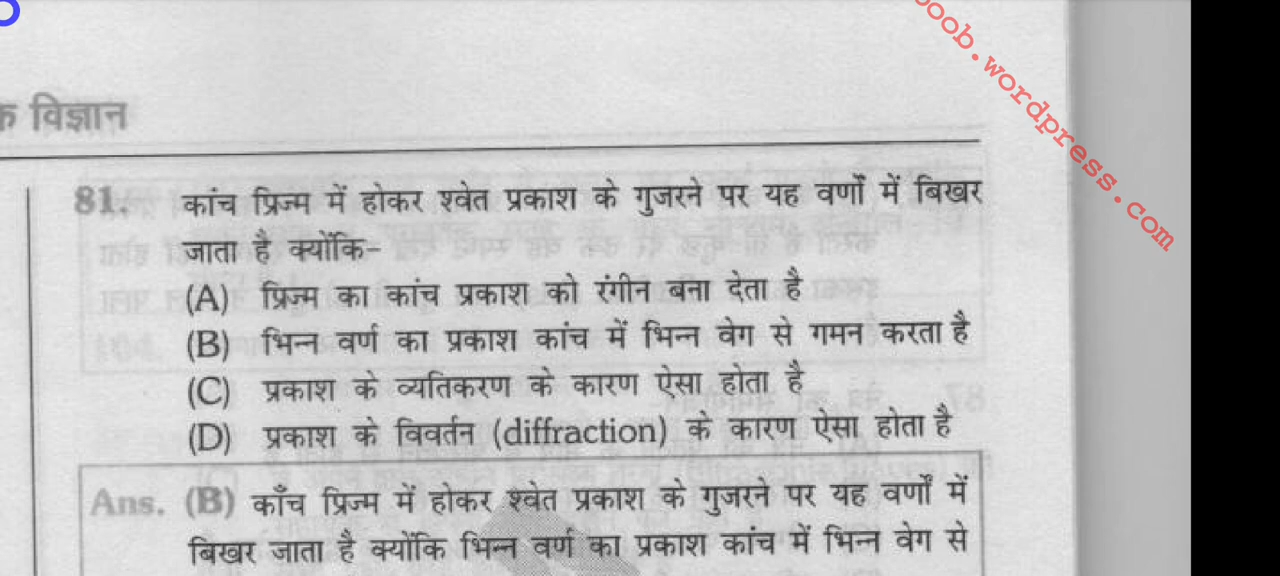 boob.wordpress.com
क विज्ञान
81. कांच प्रिज्म में होकर श्वेत प्रकाश के गुजरने पर यह वर्णों में बिखर
जाता है क्योंकि–
(A) प्रिज्म का कांच प्रकाश को रंगीन बना देता है
(B) भिन्न वर्ण का प्रकाश कांच में भिन्न वेग से गमन करता है
(C) प्रकाश के व्यतिकरण के कारण ऐसा होता है
(D) प्रकाश के विवर्तन (diffraction) के कारण ऐसा होता है
Ans. (B) काँच प्रिज्म में होकर श्वेत प्रकाश के गुजरने पर यह वर्णों में
बिखर जाता है क्योंकि भिन्न वर्ण का प्रकाश कांच में भिन्न वेग से